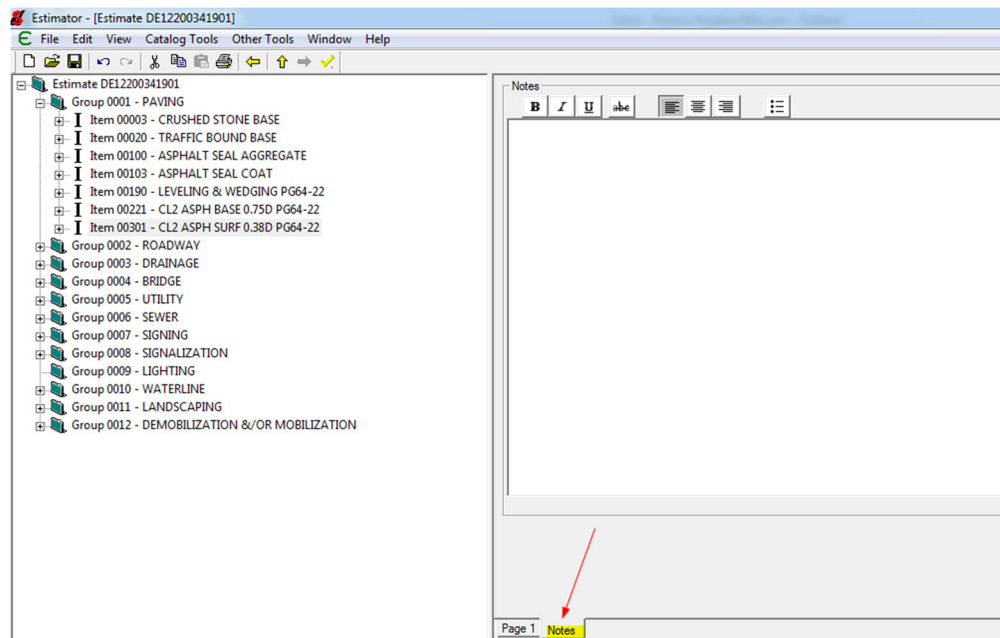 Estimator - [Estimate DE12200341901]
File Edit View Catalog Tools Other Tools Window Help
Estimate DE12200341901
Group 0001 - PAVING
Item 00003 - CRUSHED STONE BASE
Item 00020 - TRAFFIC BOUND BASE
Item 00100 - ASPHALT SEAL AGGREGATE
Item 00103 - ASPHALT SEAL COAT
Item 00190 - LEVELING & WEDGING PG64-22
Item 00221 - CL2 ASPH BASE 0.75D PG64-22
Item 00301 - CL2 ASPH SURF 0.38D PG64-22
Group 0002 - ROADWAY
Group 0003 - DRAINAGE
Group 0004 - BRIDGE
Group 0005 - UTILITY
Group 0006 - SEWER
Group 0007 - SIGNING
Group 0008 - SIGNALIZATION
Group 0009 - LIGHTING
Group 0010 - WATERLINE
Group 0011 - LANDSCAPING
Group 0012 - DEMOBILIZATION &/OR MOBILIZATION
Notes
B I U abc
Page 1 Notes